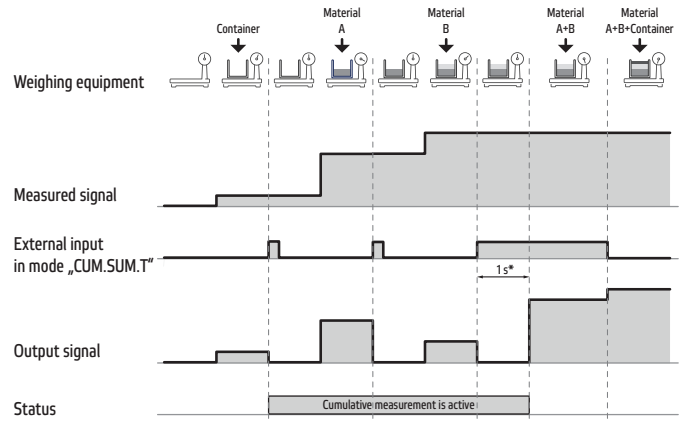 Container
Material
A
Material
B
Material
A+B
Material
A+B+Container
Weighing equipment
Measured signal
External input
in mode „CUM.SUM.T"
1 s*
Output signal
Status
Cumulative measurement is active